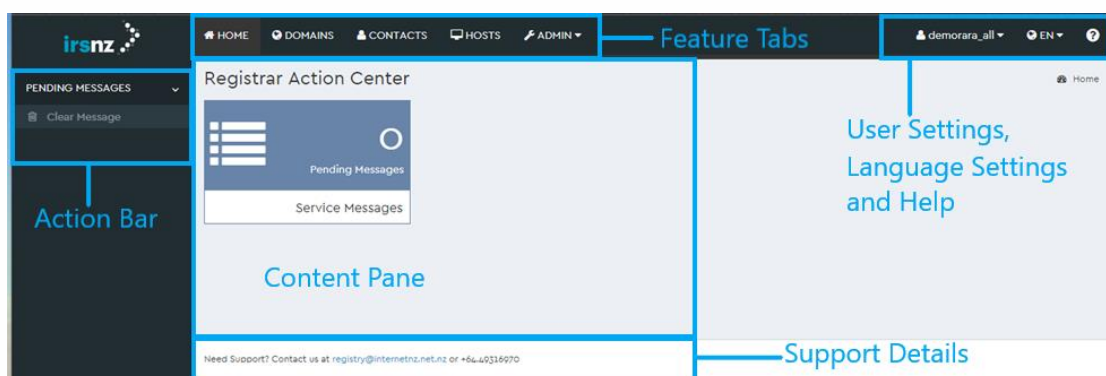 irsnz
HOME DOMAINS CONTACTS HOSTS ADMIN
Feature Tabs
demorara_all EN ?
PENDING MESSAGES
Clear Message
Action Bar
Registrar Action Center
Home
0
Pending Messages
Service Messages
User Settings,
Language Settings
and Help
Content Pane
Need Support? Contact us at registry@internetnz.net.nz or +64.49316970
Support Details